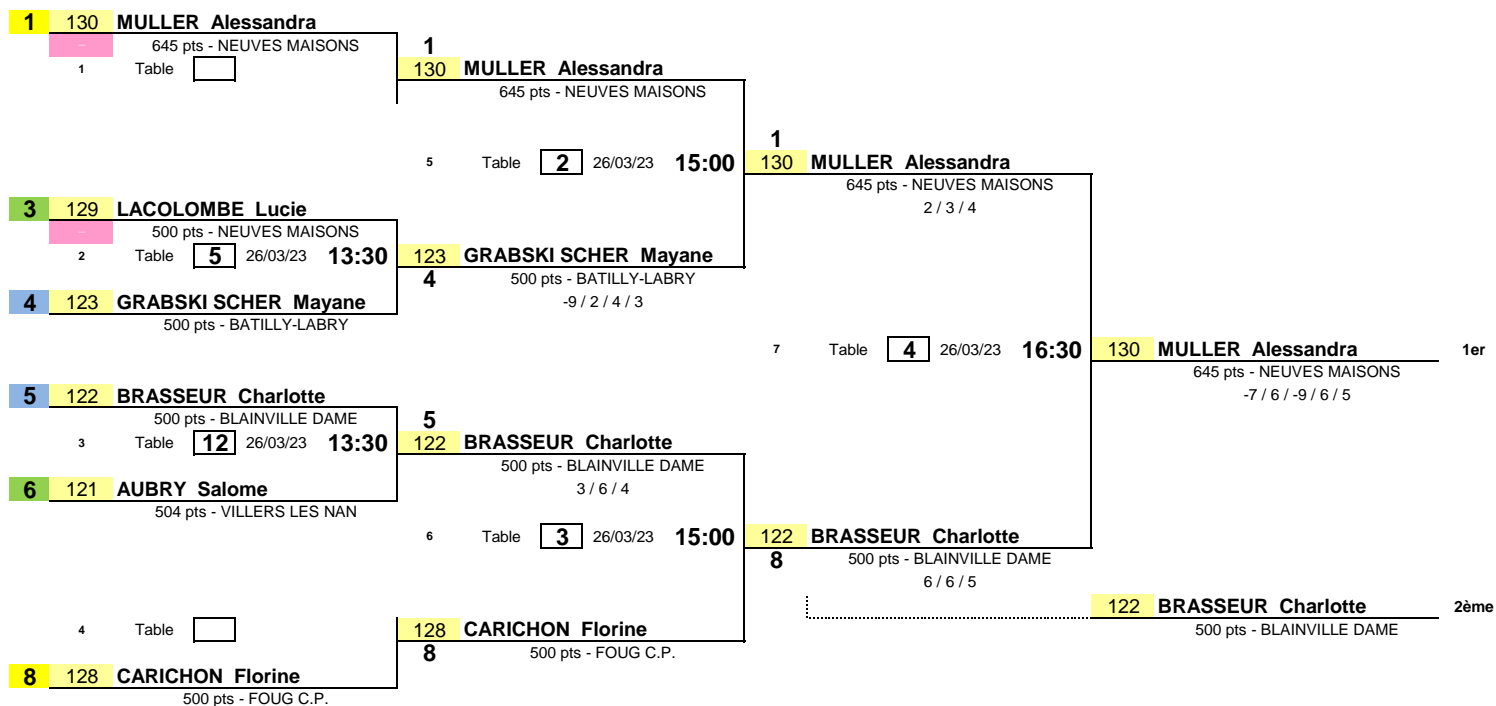 1 130 MULLER Alessandra
– 645 pts - NEUVES MAISONS
1 Table
1
130 MULLER Alessandra
645 pts - NEUVES MAISONS
5 Table 2 26/03/23 15:00
1
130 MULLER Alessandra
645 pts - NEUVES MAISONS
2 / 3 / 4
3 129 LACOLOMBE Lucie
– 500 pts - NEUVES MAISONS
2 Table 5 26/03/23 13:30
123 GRABSKI SCHER Mayane
4 500 pts - BATILLY-LABRY
-9 / 2 / 4 / 3
4 123 GRABSKI SCHER Mayane
500 pts - BATILLY-LABRY
7 Table 4 26/03/23 16:30
130 MULLER Alessandra 1er
645 pts - NEUVES MAISONS
-7 / 6 / -9 / 6 / 5
5 122 BRASSEUR Charlotte
500 pts - BLAINVILLE DAME
3 Table 12 26/03/23 13:30
5
122 BRASSEUR Charlotte
500 pts - BLAINVILLE DAME
3 / 6 / 4
6 121 AUBRY Salome
504 pts - VILLERS LES NAN
6 Table 3 26/03/23 15:00
122 BRASSEUR Charlotte
8 500 pts - BLAINVILLE DAME
6 / 6 / 5
122 BRASSEUR Charlotte 2ème
500 pts - BLAINVILLE DAME
4 Table
128 CARICHON Florine
8 500 pts - FOUG C.P.
8 128 CARICHON Florine
500 pts - FOUG C.P.